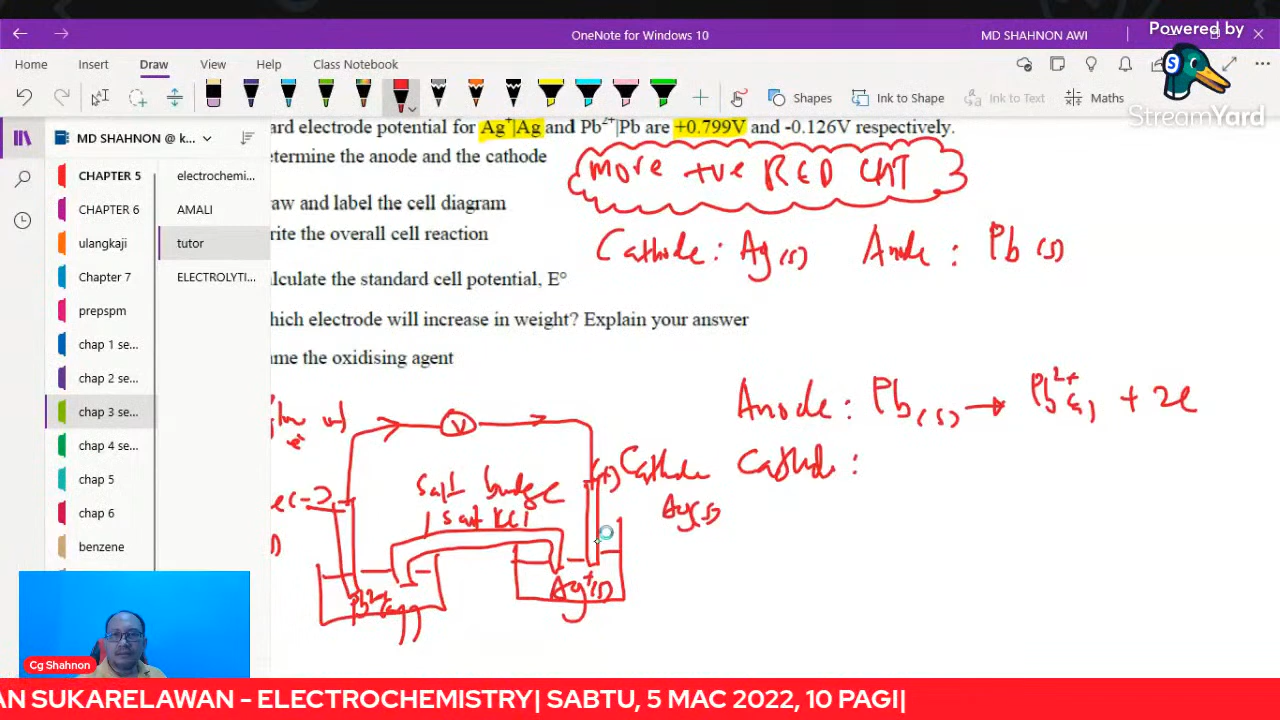 OneNote for Windows 10
MD SHAHNON AWI
Powered by
StreamYard
Home Insert Draw View Help Class Notebook
Shapes Ink to Shape Ink to Text Maths
MD SHAHNON @ k...
CHAPTER 5
CHAPTER 6
ulangkaji
Chapter 7
prepspm
chap 1 se...
chap 2 se...
chap 3 se...
chap 4 se...
chap 5
chap 6
benzene
electrochemi...
AMALI
tutor
ELECTROLYTI...
ard electrode potential for Ag⁺|Ag and Pb²⁺|Pb are +0.799V and -0.126V respectively.
etermine the anode and the cathode
More +ve RED CAT
raw and label the cell diagram
rite the overall cell reaction
Cathode : Ag(s) Anode : Pb (s)
alculate the standard cell potential, E°
hich electrode will increase in weight? Explain your answer
ame the oxidising agent
Anode : Pb(s) → Pb²⁺ + 2e
Cathode :
V
(+) Cathode
Ag(s)
Salt bridge
sat KCl
Pb²⁺(aq)
Ag⁺
Cg Shahnon
AN SUKARELAWAN - ELECTROCHEMISTRY| SABTU, 5 MAC 2022, 10 PAGI|